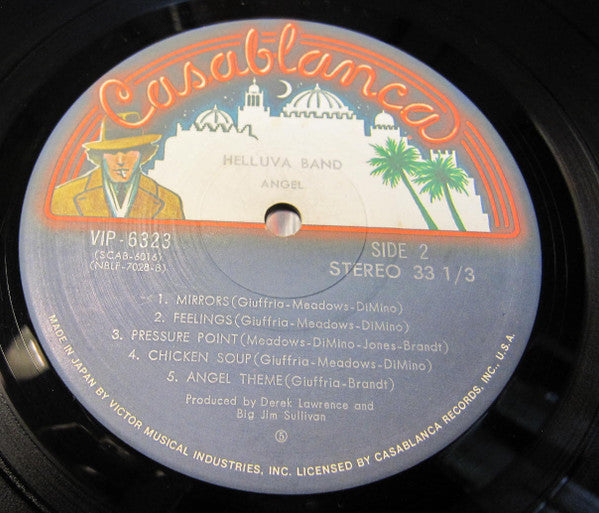 Casablanca
HELLUVA BAND
ANGEL
VIP-6323
(SCAB-6016)
(NBLP-7028-B)
SIDE 2
STEREO 33 1/3
1. MIRRORS (Giuffria-Meadows-DiMino)
2. FEELINGS (Giuffria-Meadows-DiMino)
3. PRESSURE POINT (Meadows-DiMino-Jones-Brandt)
4. CHICKEN SOUP (Giuffria-Meadows-DiMino)
5. ANGEL THEME (Giuffria-Brandt)
Produced by Derek Lawrence and
Big Jim Sullivan
MADE IN JAPAN BY VICTOR MUSICAL INDUSTRIES, INC. LICENSED BY CASABLANCA RECORDS, INC., U.S.A.